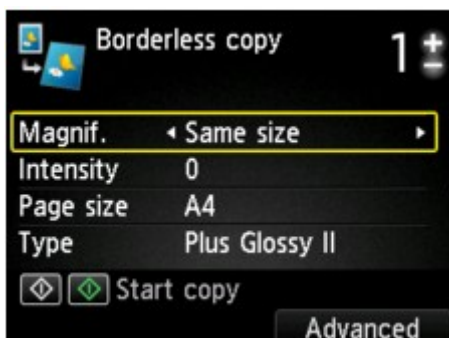 Borderless copy 1 + -
Magnif. Same size
Intensity 0
Page size A4
Type Plus Glossy II
Start copy
Advanced